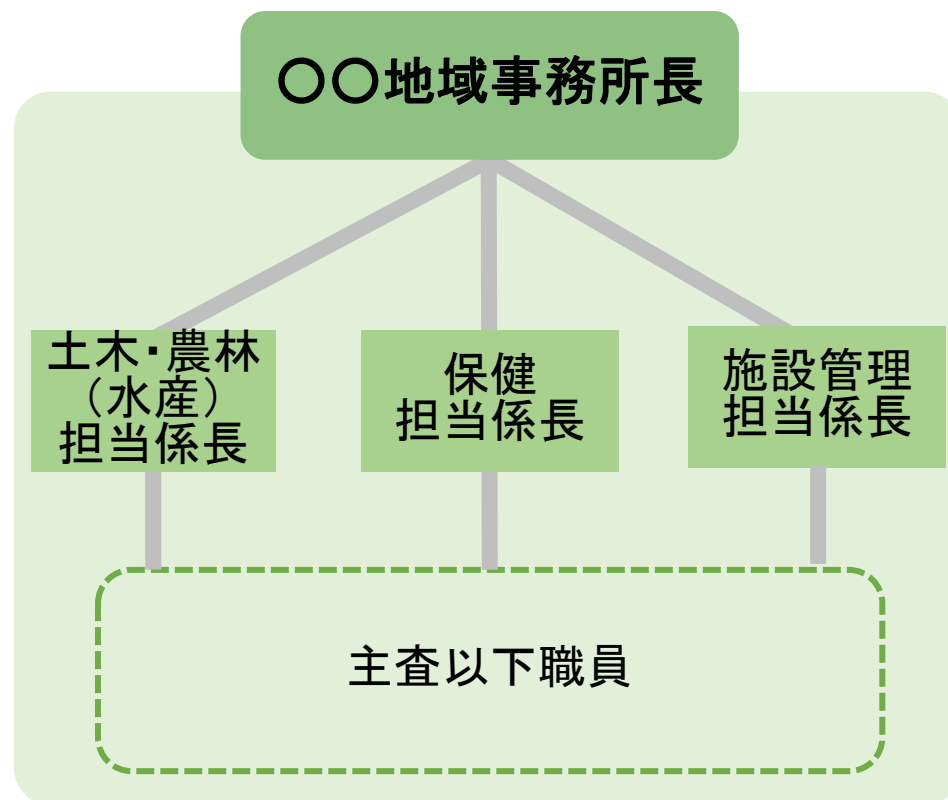 〇〇地域事務所長
土木・農林
（水産）
担当係長
保健
担当係長
施設管理
担当係長
主査以下職員